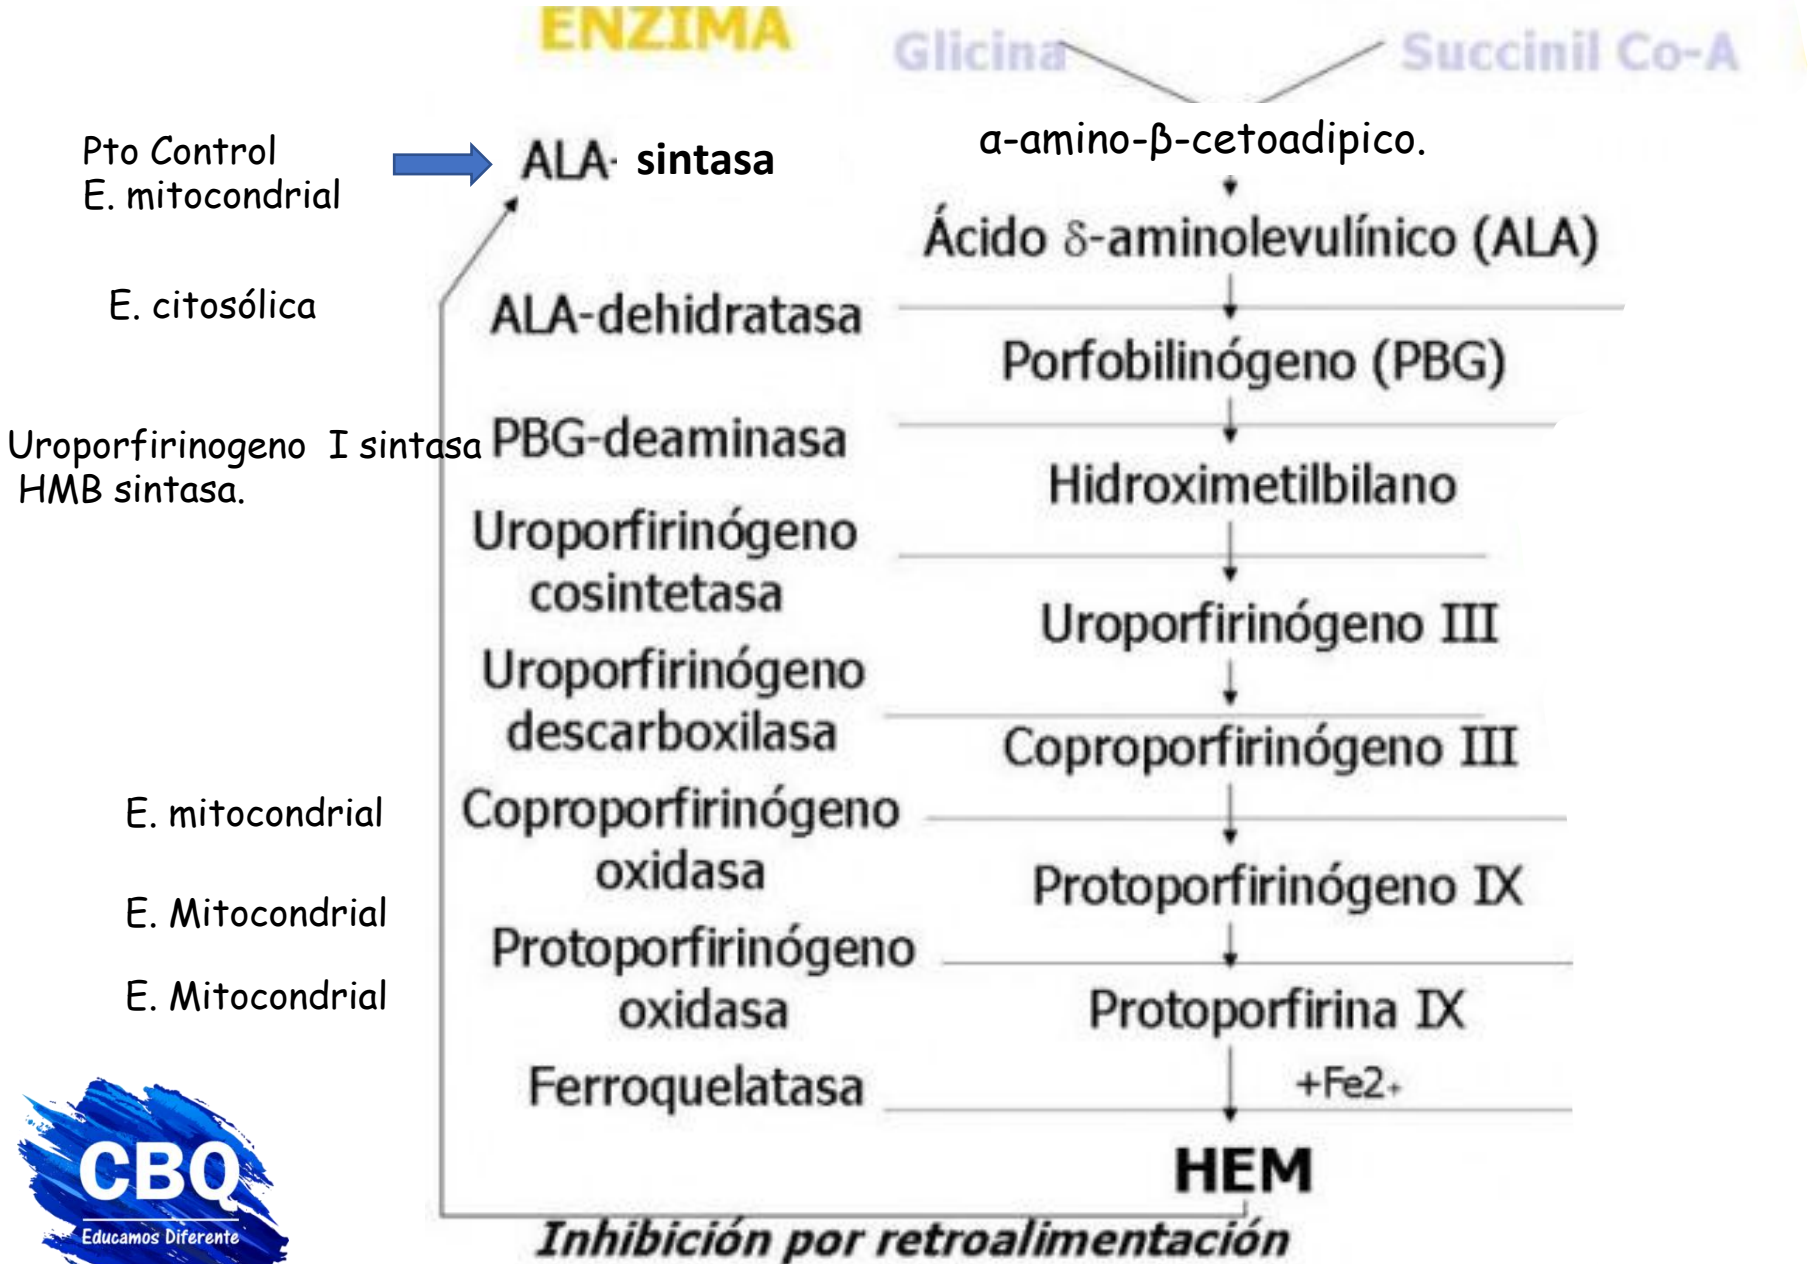 ENZIMA
Glicina
Succinil Co-A
Pto Control
E. mitocondrial
ALA- sintasa
α-amino-β-cetoadipico.
Ácido δ-aminolevulínico (ALA)
E. citosólica
ALA-dehidratasa
Porfobilinógeno (PBG)
Uroporfirinogeno I sintasa
HMB sintasa.
PBG-deaminasa
Hidroximetilbilano
Uroporfirinógeno
cosintetasa
Uroporfirinógeno III
Uroporfirinógeno
descarboxilasa
Coproporfirinógeno III
E. mitocondrial
Coproporfirinógeno
oxidasa
Protoporfirinógeno IX
E. Mitocondrial
Protoporfirinógeno
oxidasa
Protoporfirina IX
E. Mitocondrial
Ferroquelatasa
+Fe2+
HEM
Inhibición por retroalimentación
CBQ
Educamos Diferente